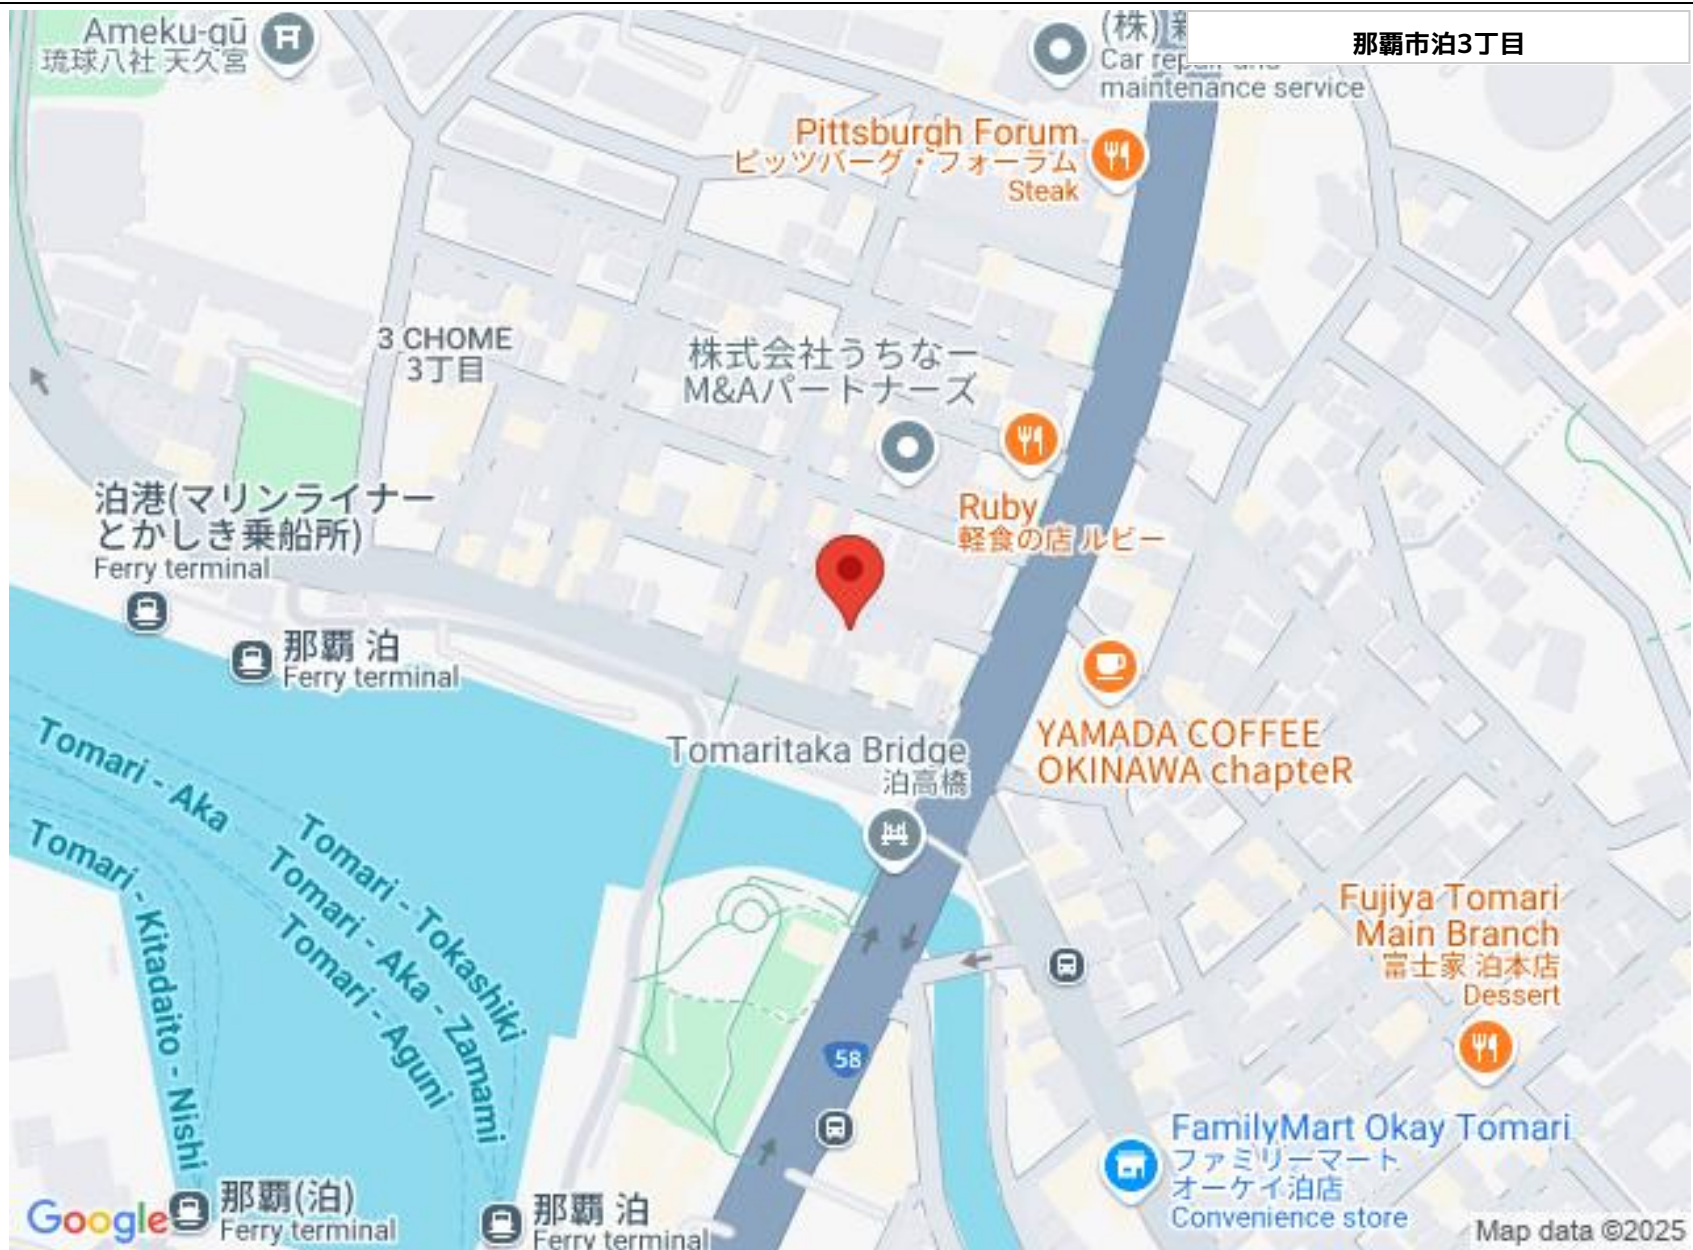 Ameku-gū
琉球八社 天久宮
(株)
Car repair and
maintenance service
那覇市泊3丁目
Pittsburgh Forum
ピッツバーグ・フォーラム
Steak
3 CHOME
3丁目
株式会社うちなー
M&Aパートナーズ
Ruby
軽食の店 ルビー
泊港(マリンライナー
とかしき乗船所)
Ferry terminal
那覇 泊
Ferry terminal
Tomaritaka Bridge
泊高橋
YAMADA COFFEE
OKINAWA chapteR
Tomari - Aka
Tomari - Tokashiki
Tomari - Aka - Zamami
Tomari - Aguni
Tomari - Kitadaito - Nishi
Fujiya Tomari
Main Branch
富士家 泊本店
Dessert
58
FamilyMart Okay Tomari
ファミリーマート
オーケイ泊店
Convenience store
那覇(泊)
Ferry terminal
那覇 泊
Ferry terminal
Google
Map data ©2025